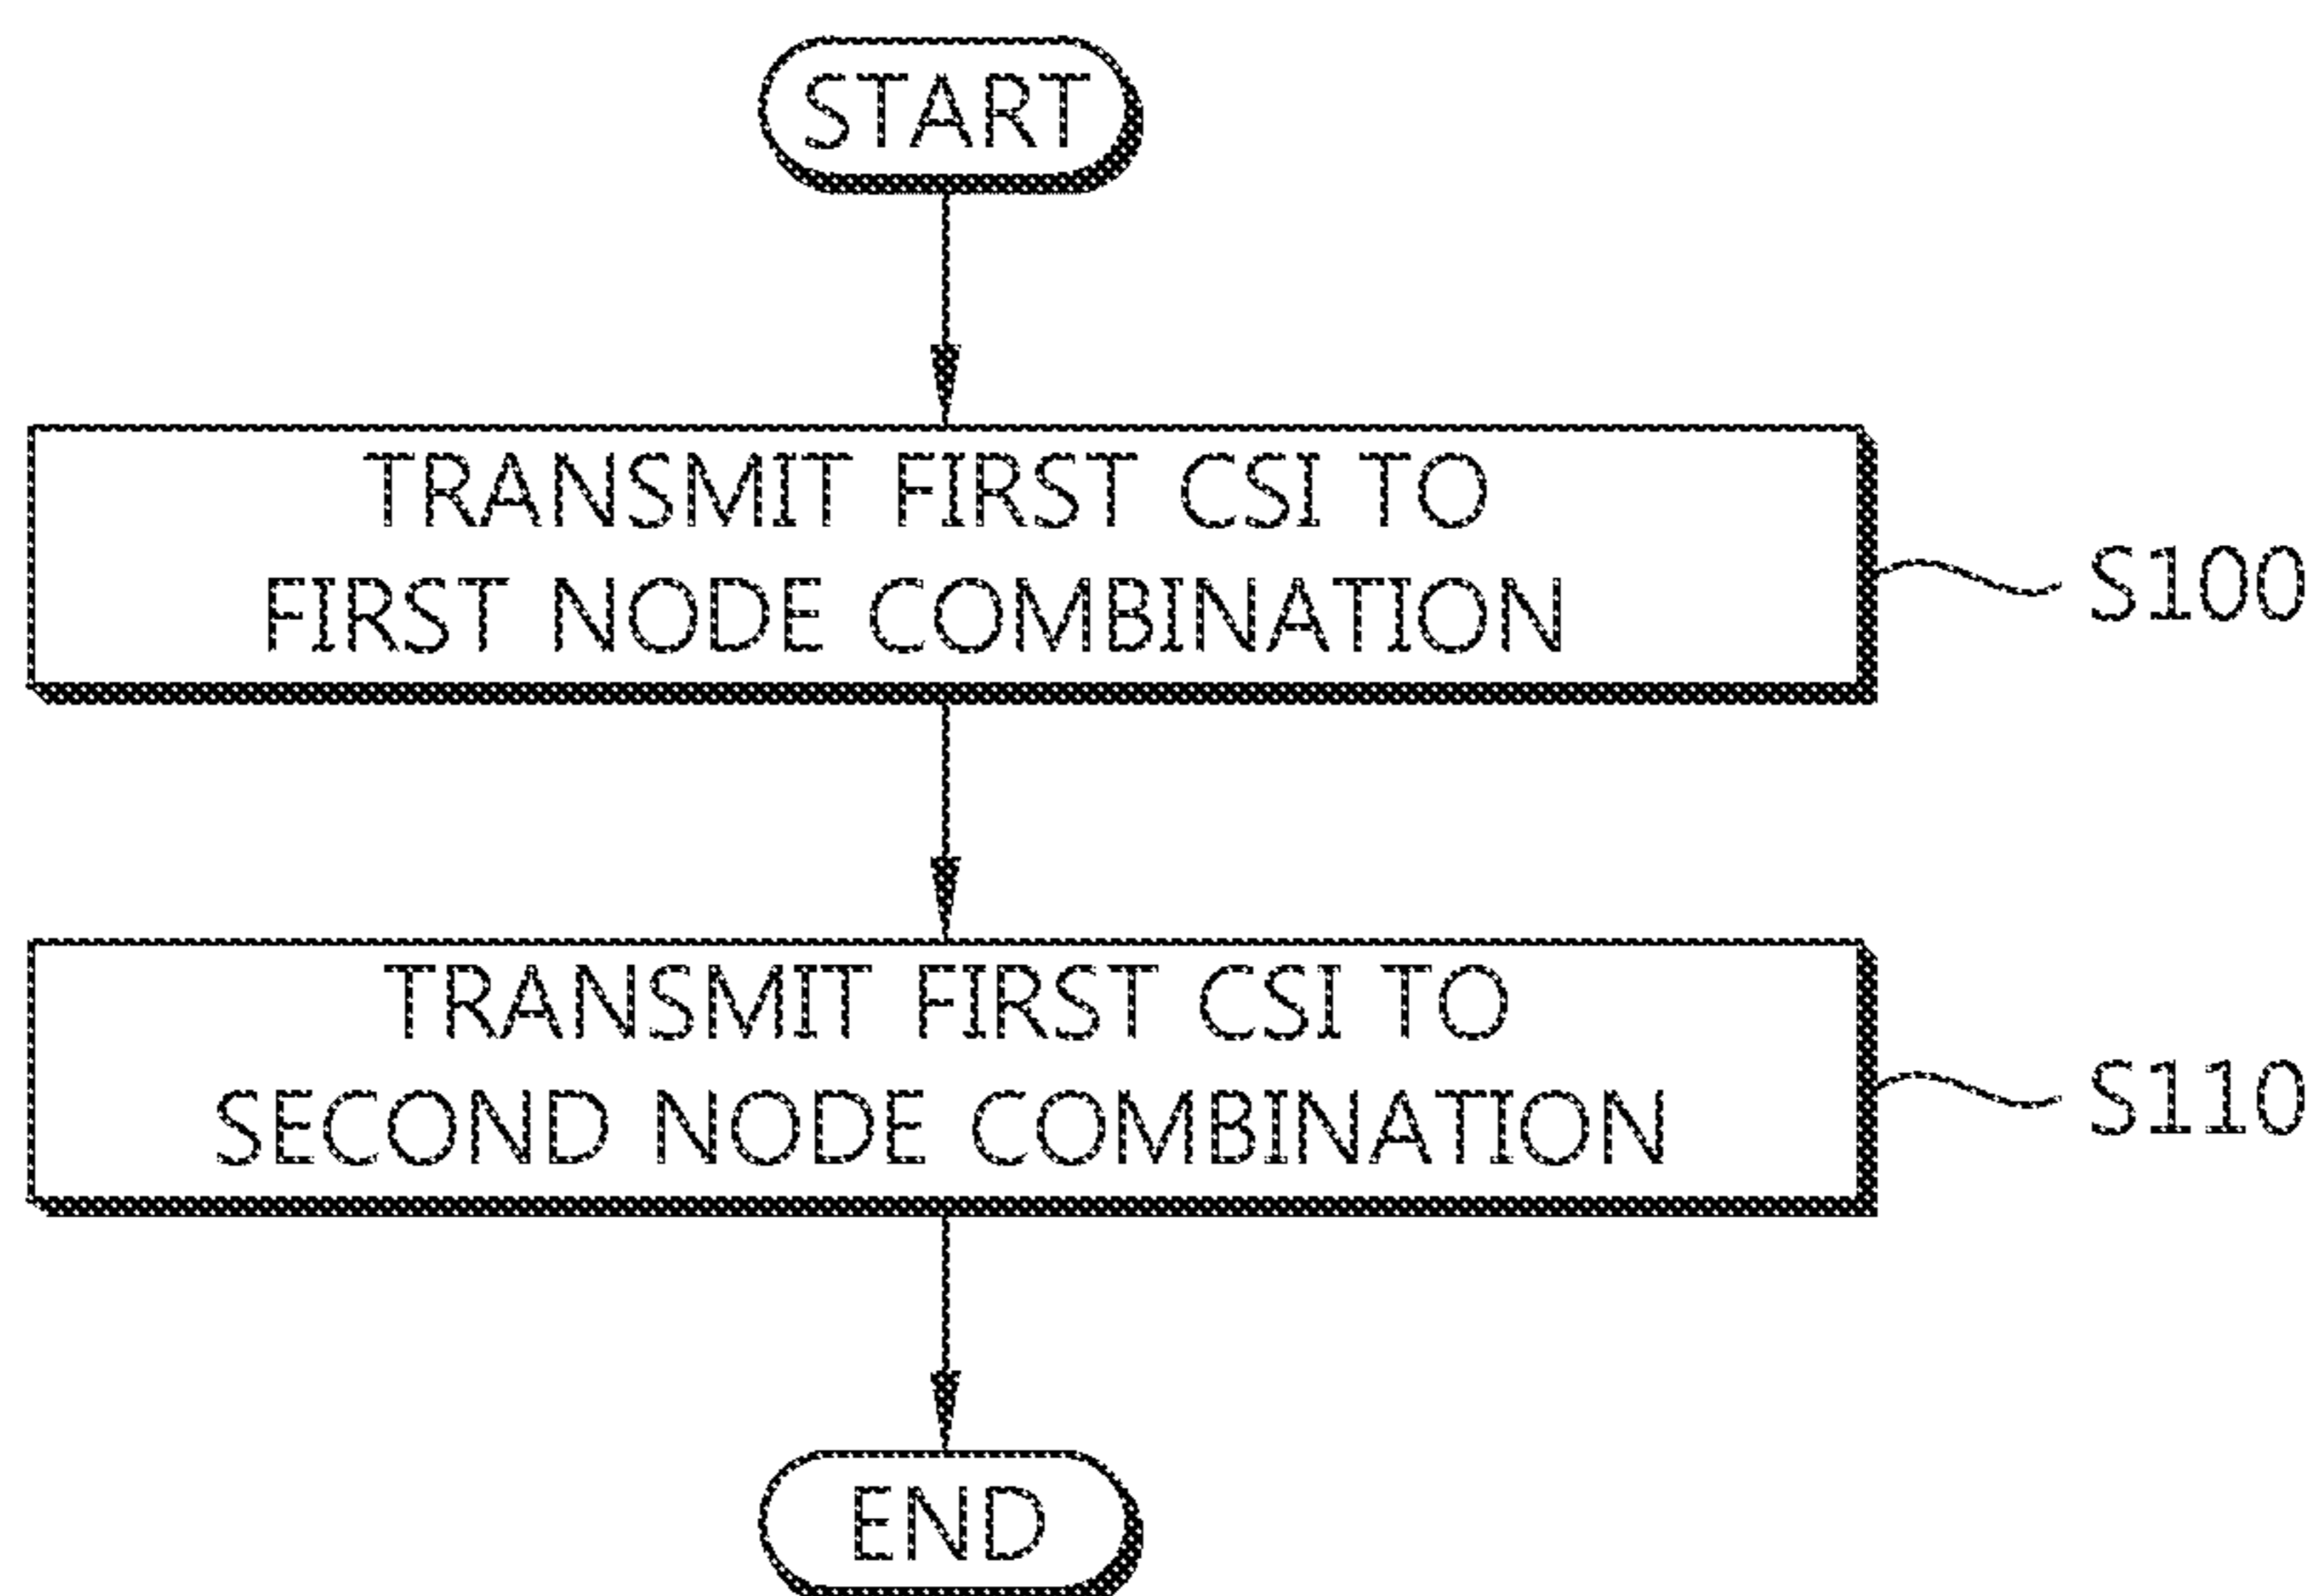 START
TRANSMIT FIRST CSI TO
FIRST NODE COMBINATION
S100
TRANSMIT FIRST CSI TO
SECOND NODE COMBINATION
S110
END